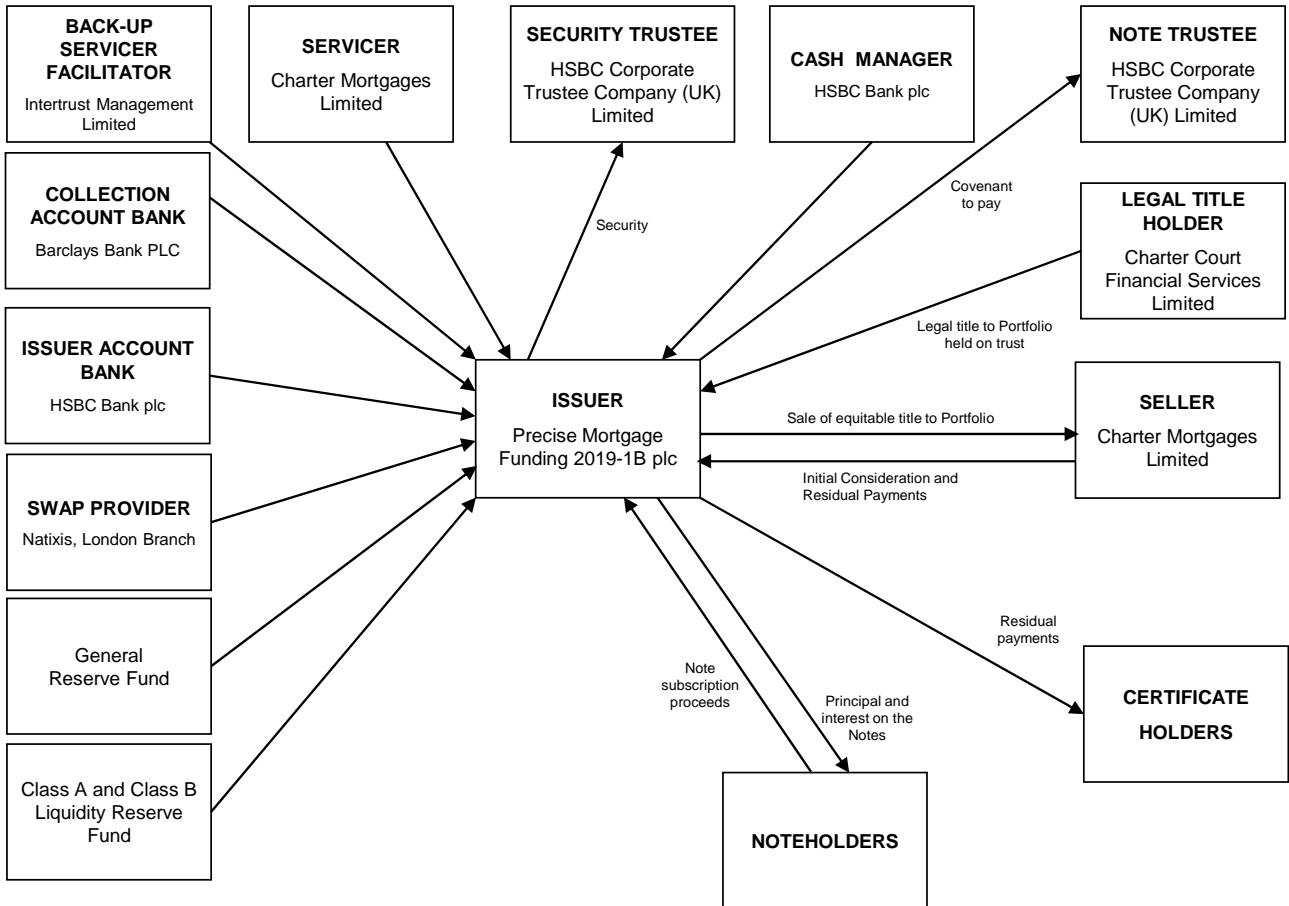 BACK-UP
SERVICER
FACILITATOR
Intertrust Management
Limited
SERVICER
Charter Mortgages
Limited
SECURITY TRUSTEE
HSBC Corporate
Trustee Company (UK)
Limited
CASH MANAGER
HSBC Bank plc
NOTE TRUSTEE
HSBC Corporate
Trustee Company
(UK) Limited
COLLECTION
ACCOUNT BANK
Barclays Bank PLC
Security
Covenant
to pay
LEGAL TITLE
HOLDER
Charter Court
Financial Services
Limited
ISSUER ACCOUNT
BANK
HSBC Bank plc
Legal title to Portfolio
held on trust
ISSUER
Precise Mortgage
Funding 2019-1B plc
Sale of equitable title to Portfolio
Initial Consideration and
Residual Payments
SELLER
Charter Mortgages
Limited
SWAP PROVIDER
Natixis, London Branch
General
Reserve Fund
Class A and Class B
Liquidity Reserve
Fund
Note
subscription
proceeds
Principal and
interest on the
Notes
Residual
payments
CERTIFICATE
HOLDERS
NOTEHOLDERS